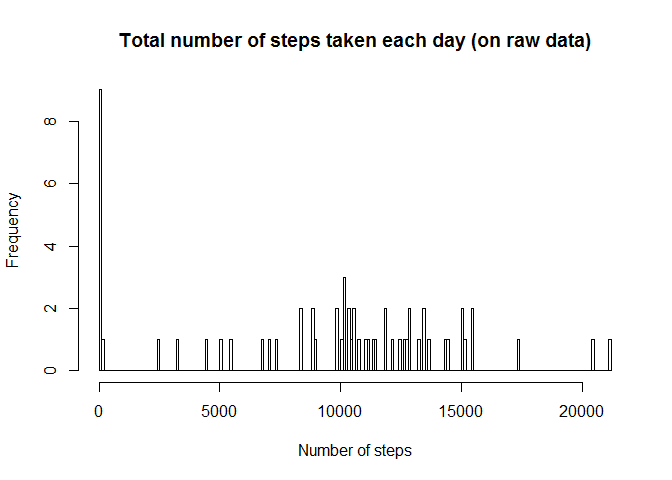 Total number of steps taken each day (on raw data)
Frequency
8
6
4
2
0
0 5000 10000 15000 20000
Number of steps